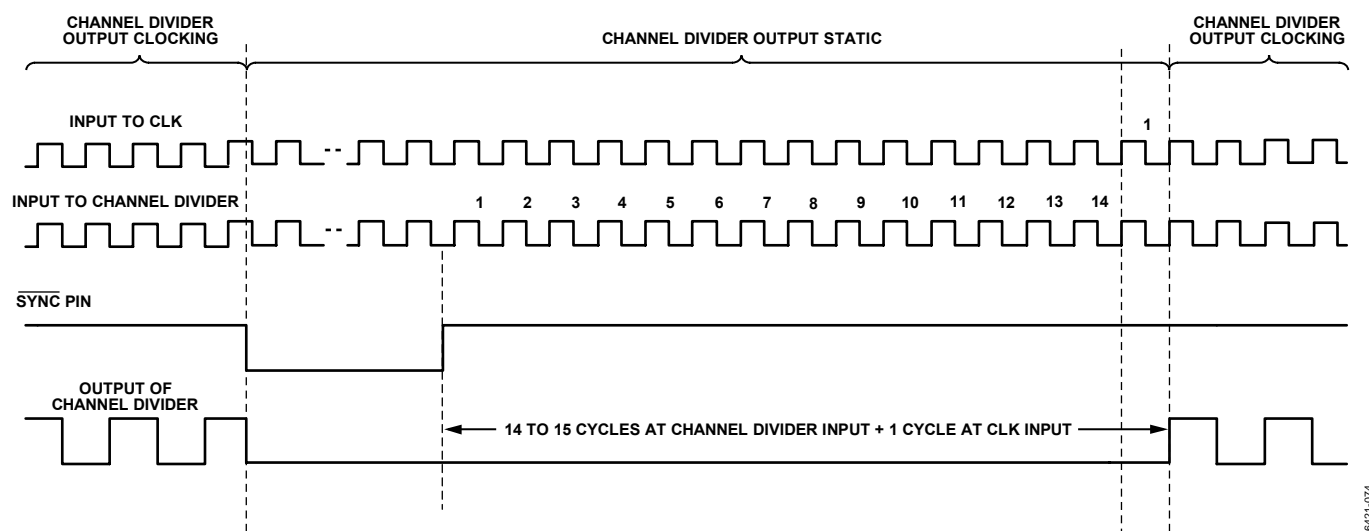 CHANNEL DIVIDER
OUTPUT CLOCKING
CHANNEL DIVIDER OUTPUT STATIC
CHANNEL DIVIDER
OUTPUT CLOCKING
INPUT TO CLK
1
INPUT TO CHANNEL DIVIDER
1 2 3 4 5 6 7 8 9 10 11 12 13 14
SYNC PIN
OUTPUT OF
CHANNEL DIVIDER
14 TO 15 CYCLES AT CHANNEL DIVIDER INPUT + 1 CYCLE AT CLK INPUT